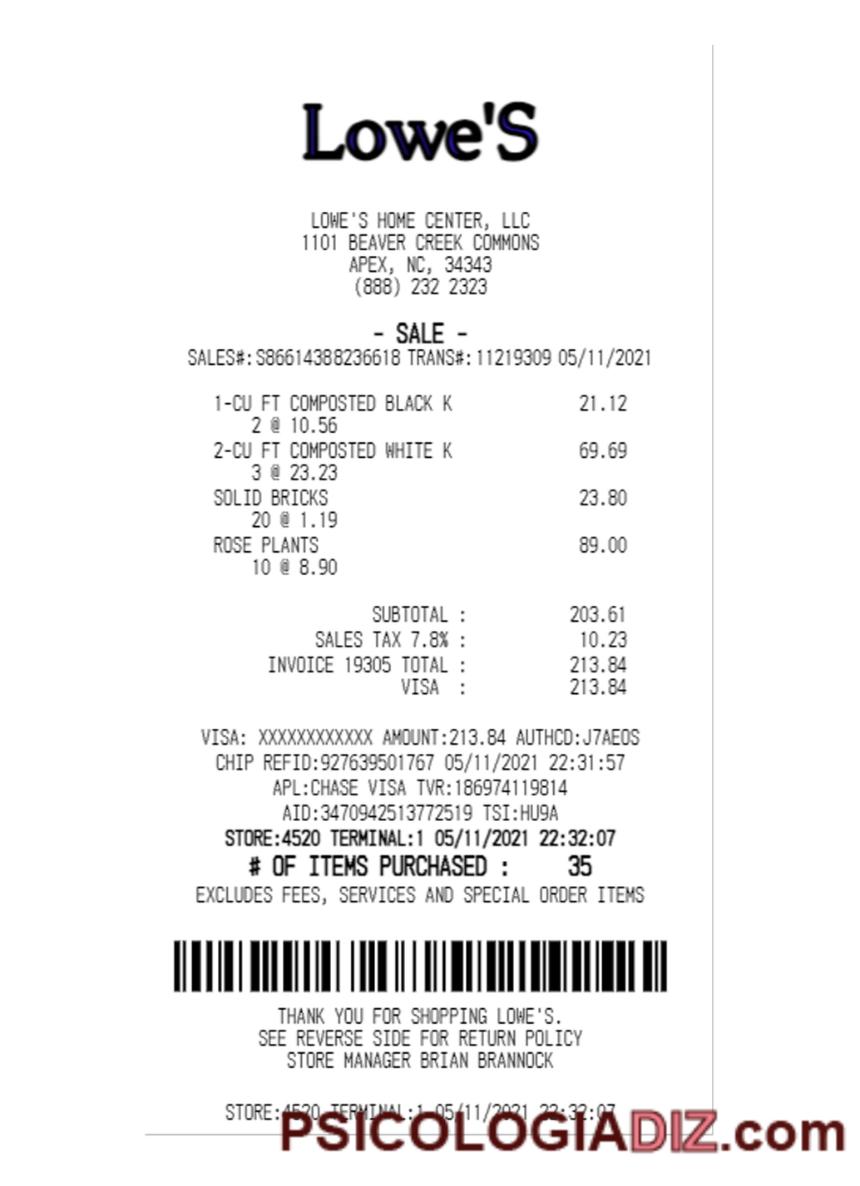 Lowe'S
LOWE'S HOME CENTER, LLC
1101 BEAVER CREEK COMMONS
APEX, NC, 34343
(888) 232 2323
- SALE -
SALES#:S86614388236618 TRANS#:11219309 05/11/2021
1-CU FT COMPOSTED BLACK K 21.12
2 @ 10.56
2-CU FT COMPOSTED WHITE K 69.69
3 @ 23.23
SOLID BRICKS 23.80
20 @ 1.19
ROSE PLANTS 89.00
10 @ 8.90
SUBTOTAL : 203.61
SALES TAX 7.8% : 10.23
INVOICE 19305 TOTAL : 213.84
VISA : 213.84
VISA: XXXXXXXXXXXX AMOUNT:213.84 AUTHCD:J7AEOS
CHIP REFID:927639501767 05/11/2021 22:31:57
APL:CHASE VISA TVR:186974119814
AID:3470942513772519 TSI:HU9A
STORE:4520 TERMINAL:1 05/11/2021 22:32:07
# OF ITEMS PURCHASED : 35
EXCLUDES FEES, SERVICES AND SPECIAL ORDER ITEMS
THANK YOU FOR SHOPPING LOWE'S.
SEE REVERSE SIDE FOR RETURN POLICY
STORE MANAGER BRIAN BRANNOCK
STORE:4520 TERMINAL:1 05/11/2021 22:32:07
PSICOLOGIADIZ.com